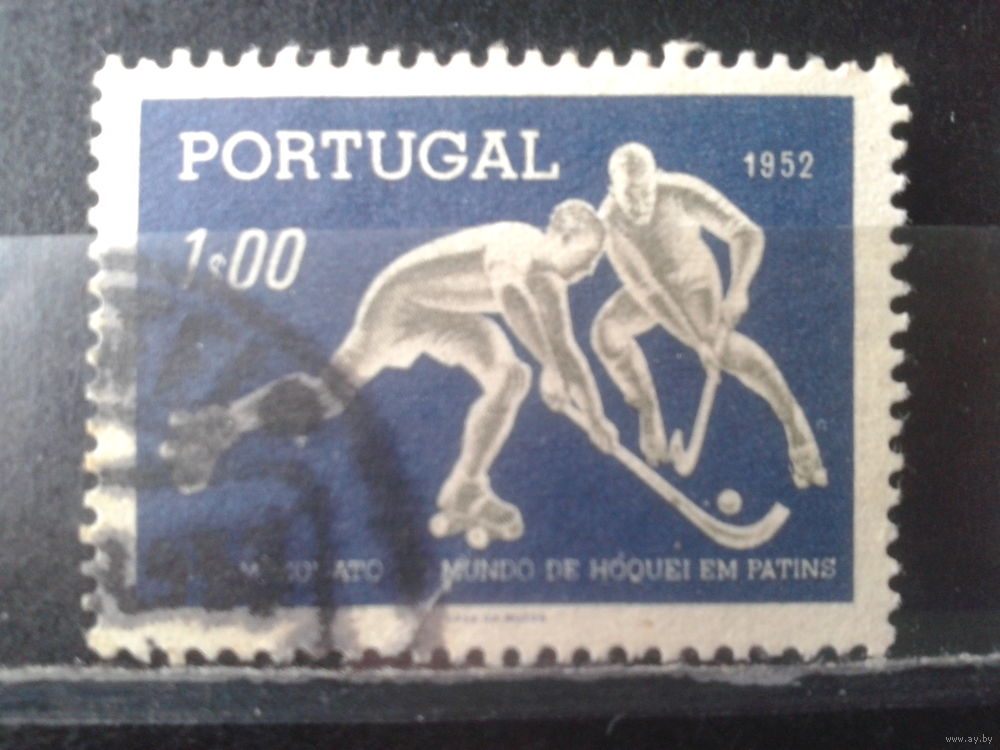 PORTUGAL
1952
1$00
MUNDO DE HÓQUEI EM PATINS
www.ay.by